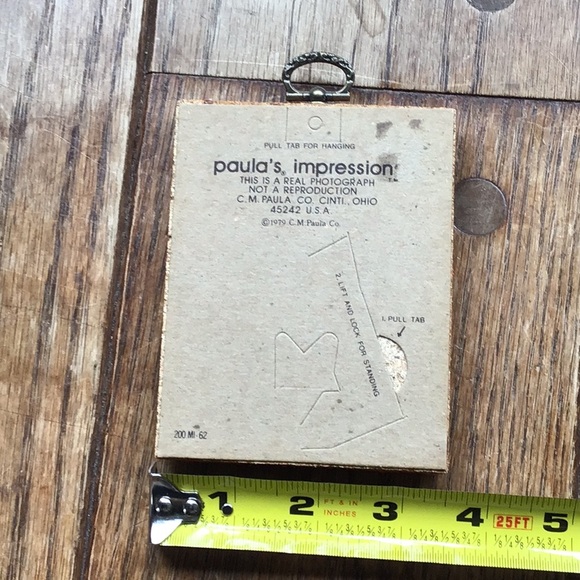 PULL TAB FOR HANGING
paula's® impression™
THIS IS A REAL PHOTOGRAPH
NOT A REPRODUCTION
C.M. PAULA CO. CINTI., OHIO
45242 U.S.A.
©1979 C.M. Paula Co.
1. PULL TAB
2. LIFT AND LOCK FOR STANDING
200 MI-62
1 2 FT & IN INCHES 3 4 25FT 5